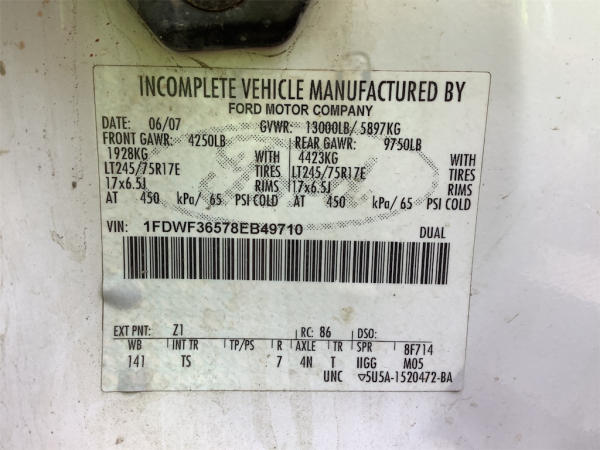 INCOMPLETE VEHICLE MANUFACTURED BY
FORD MOTOR COMPANY
DATE: 06/07 GVWR: 13000LB/ 5897KG
FRONT GAWR: 4250LB REAR GAWR: 9750LB
1928KG WITH 4423KG WITH
LT245/75R17E TIRES LT245/75R17E TIRES
17x6.5J RIMS 17x6.5J RIMS
AT 450 kPa/ 65 PSI COLD AT 450 kPa/ 65 PSI COLD
VIN: 1FDWF36578EB49710 DUAL
EXT PNT: Z1 RC: 86 DSO:
WB INT TR TP/PS R AXLE TR SPR 8F714
141 TS 7 4N T IIGG M05
UNC ▽5U5A-1520472-BA